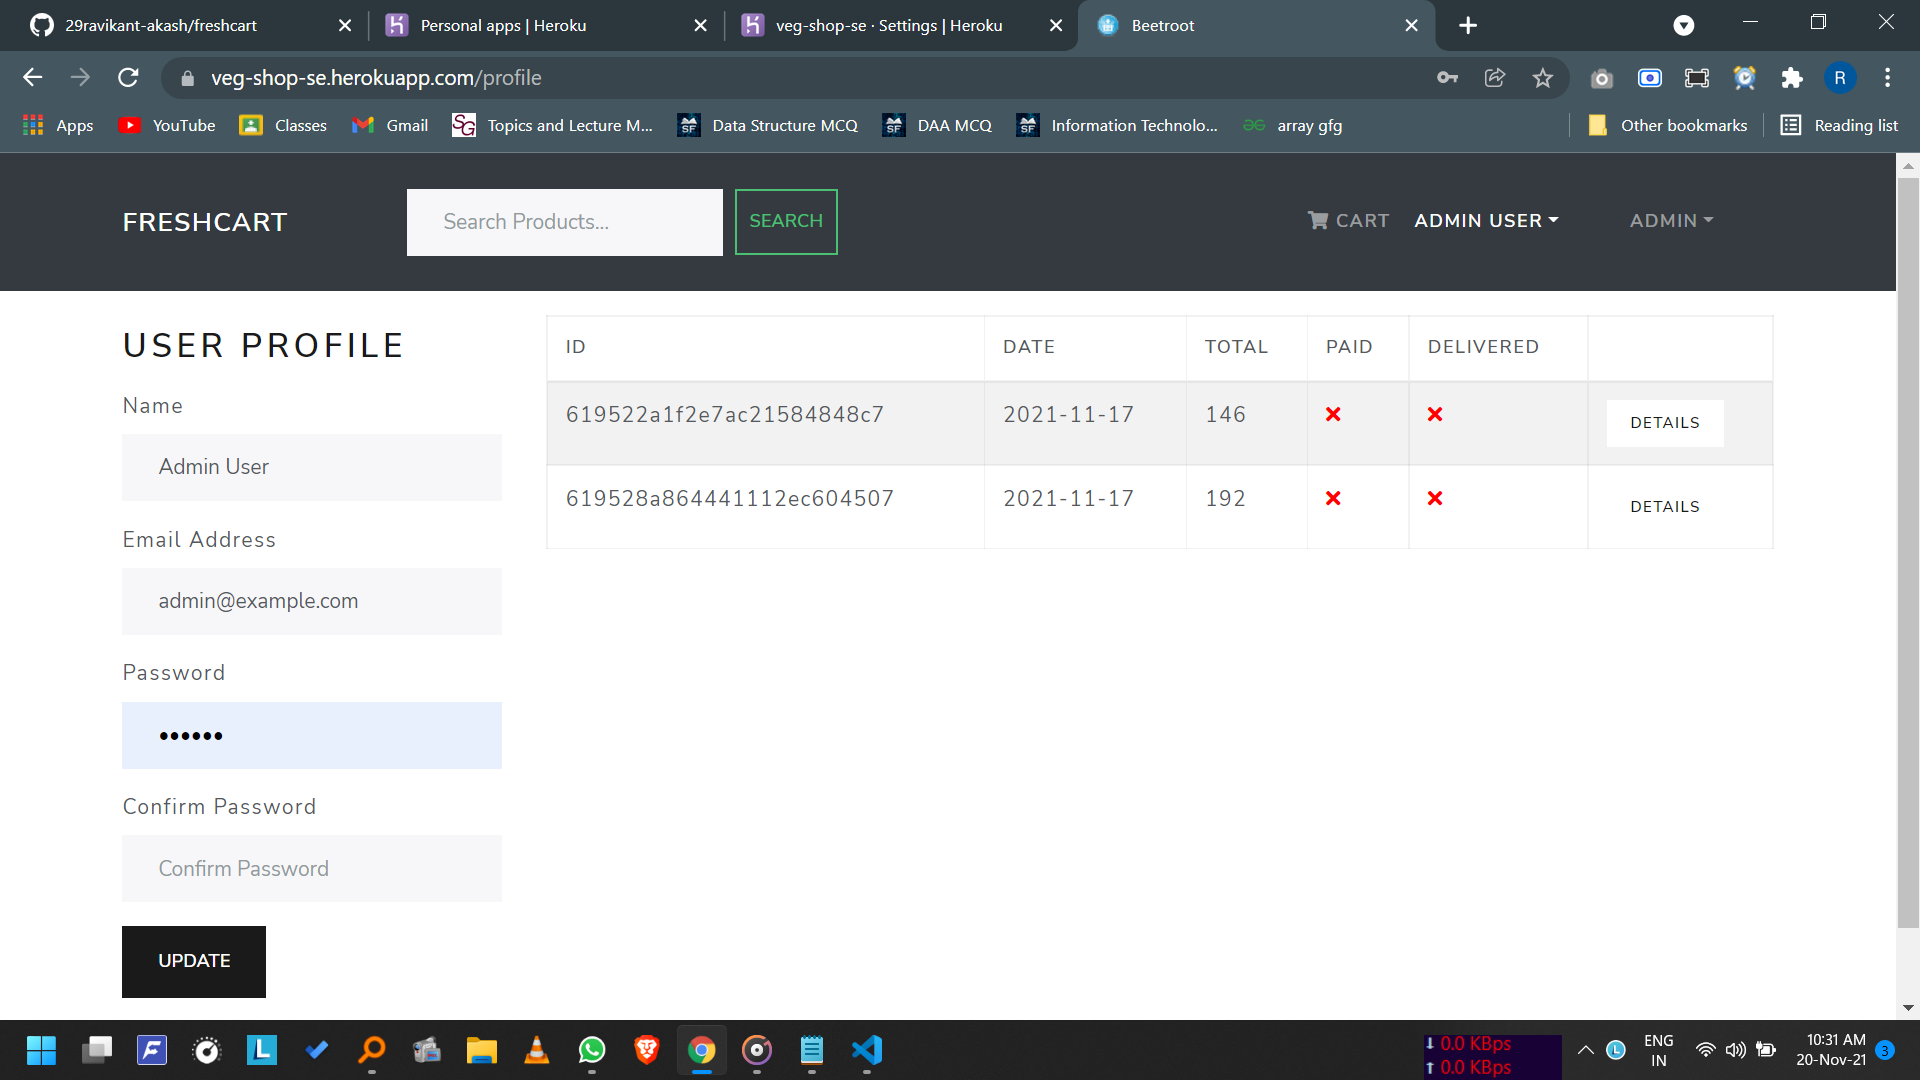 29ravikant-akash/freshcart
Personal apps | Heroku
veg-shop-se · Settings | Heroku
Beetroot
veg-shop-se.herokuapp.com/profile
R
Apps
YouTube
Classes
Gmail
SG Topics and Lecture M...
SF Data Structure MCQ
SF DAA MCQ
SF Information Technolo...
array gfg
Other bookmarks
Reading list
FRESHCART
Search Products...
SEARCH
CART
ADMIN USER
ADMIN
USER PROFILE
Name
Admin User
Email Address
admin@example.com
Password
••••••
Confirm Password
Confirm Password
UPDATE
ID DATE TOTAL PAID DELIVERED
619522a1f2e7ac21584848c7 2021-11-17 146 DETAILS
619528a864441112ec604507 2021-11-17 192 DETAILS
0.0 KBps
0.0 KBps
L
ENG
IN
10:31 AM
20-Nov-21
3